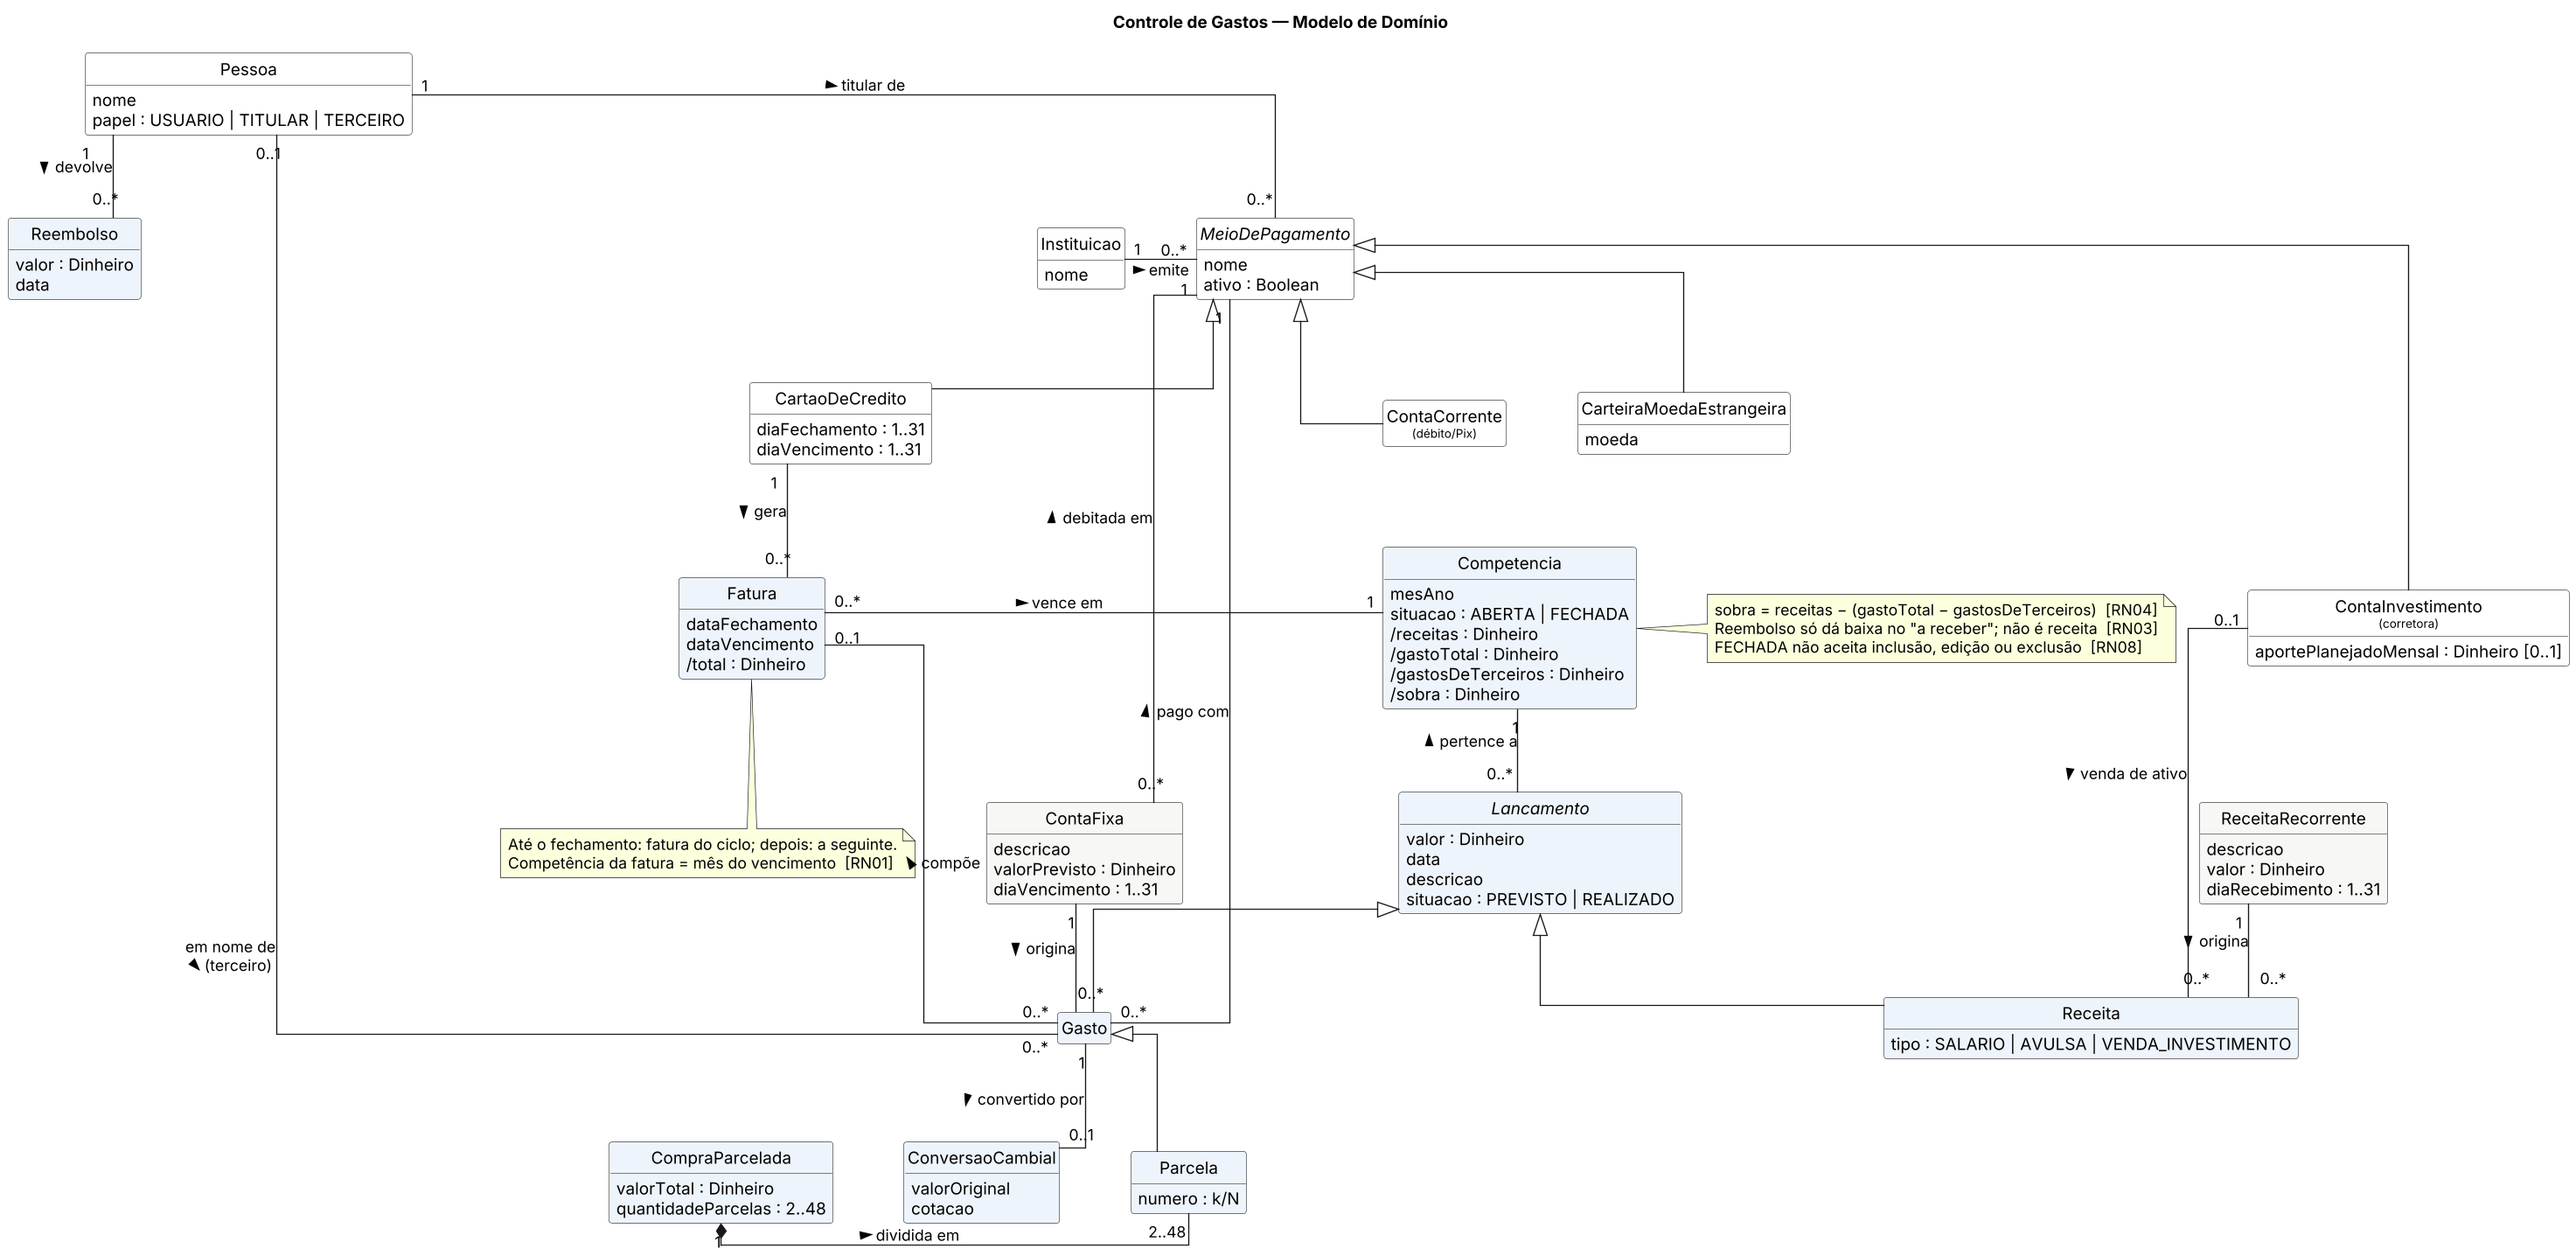 Controle de Gastos — Modelo de Domínio
Pessoa
nome
papel : USUARIO | TITULAR | TERCEIRO
1
titular de
0..*
1
devolve
0..*
0..1
Reembolso
valor : Dinheiro
data
Instituicao
nome
1
0..*
emite
MeioDePagamento
nome
ativo : Boolean
1
1
CartaoDeCredito
diaFechamento : 1..31
diaVencimento : 1..31
ContaCorrente
(débito/Pix)
CarteiraMoedaEstrangeira
moeda
1
gera
0..*
debitada em
Fatura
dataFechamento
dataVencimento
/total : Dinheiro
0..*
vence em
1
0..1
Competencia
mesAno
situacao : ABERTA | FECHADA
/receitas : Dinheiro
/gastoTotal : Dinheiro
/gastosDeTerceiros : Dinheiro
/sobra : Dinheiro
sobra = receitas − (gastoTotal − gastosDeTerceiros)  [RN04]
Reembolso só dá baixa no "a receber"; não é receita  [RN03]
FECHADA não aceita inclusão, edição ou exclusão  [RN08]
0..1
ContaInvestimento
(corretora)
aportePlanejadoMensal : Dinheiro [0..1]
pago com
1
pertence a
0..*
venda de ativo
0..*
Até o fechamento: fatura do ciclo; depois: a seguinte.
Competência da fatura = mês do vencimento  [RN01]
compõe
ContaFixa
descricao
valorPrevisto : Dinheiro
diaVencimento : 1..31
Lancamento
valor : Dinheiro
data
descricao
situacao : PREVISTO | REALIZADO
ReceitaRecorrente
descricao
valor : Dinheiro
diaRecebimento : 1..31
em nome de
(terceiro)
1
origina
0..*
1
origina
0..*
0..*
0..*
0..*
0..*
Gasto
Receita
tipo : SALARIO | AVULSA | VENDA_INVESTIMENTO
1
convertido por
0..1
CompraParcelada
valorTotal : Dinheiro
quantidadeParcelas : 2..48
ConversaoCambial
valorOriginal
cotacao
Parcela
numero : k/N
1
dividida em
2..48